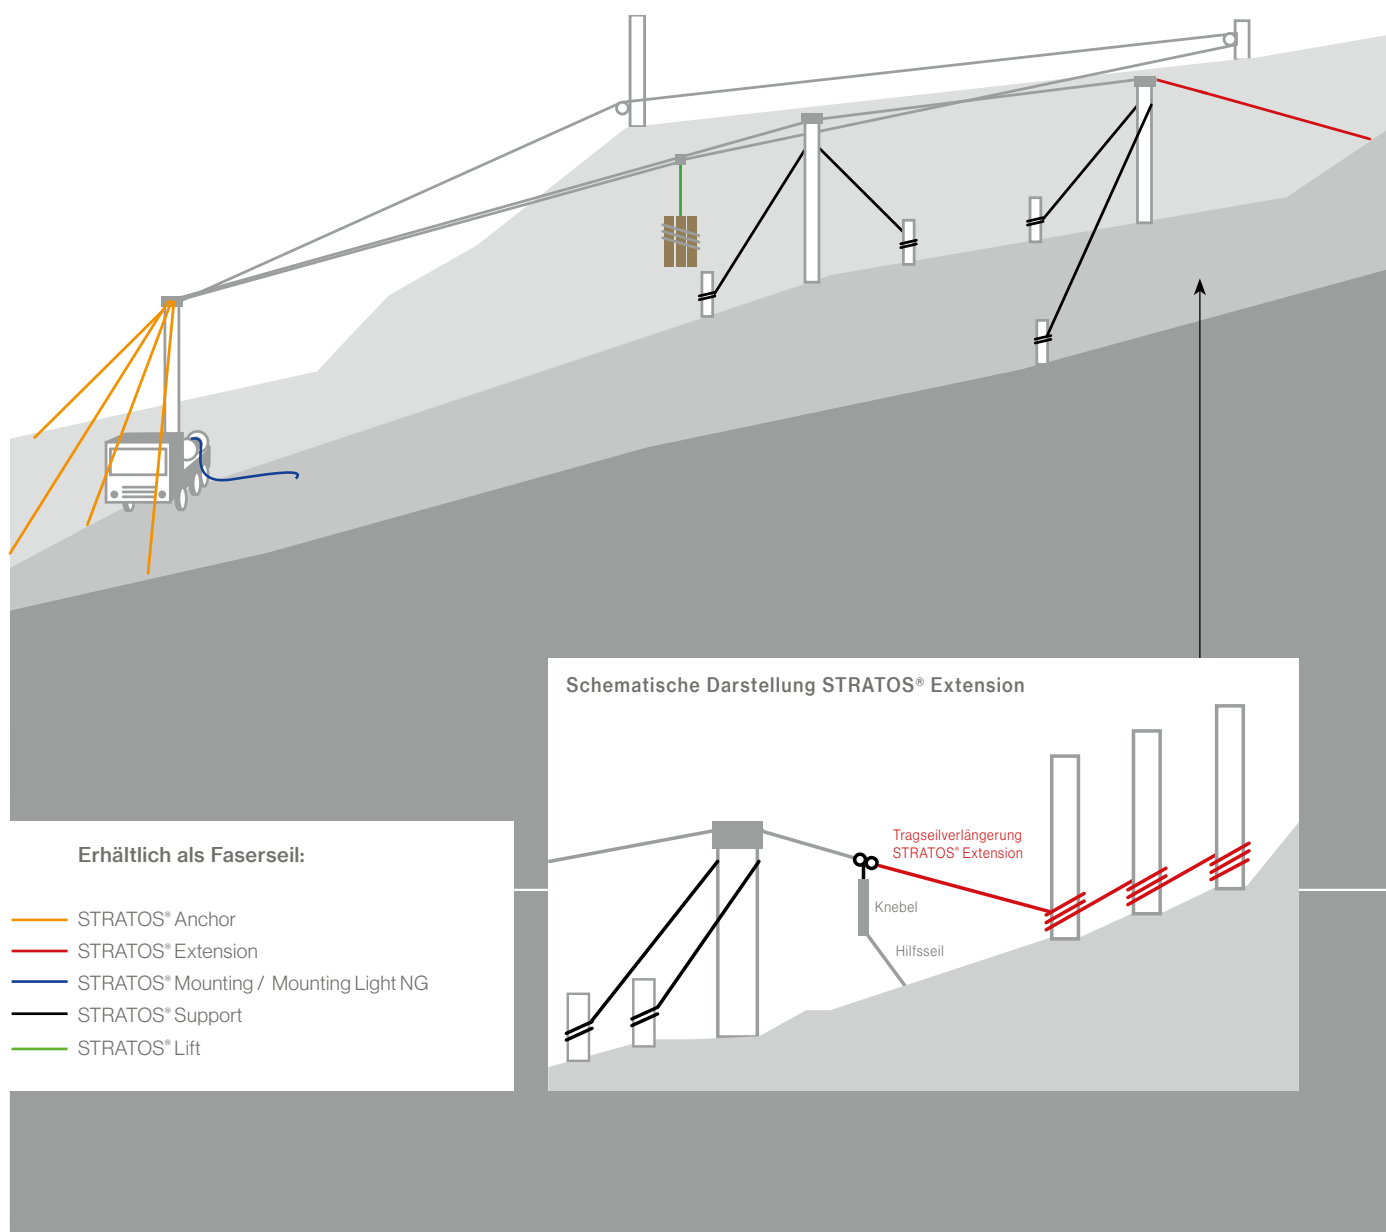 Schematische Darstellung STRATOS® Extension
Tragseilverlängerung
STRATOS® Extension
Knebel
Hilfsseil
Erhältlich als Faserseil:
STRATOS® Anchor
STRATOS® Extension
STRATOS® Mounting / Mounting Light NG
STRATOS® Support
STRATOS® Lift